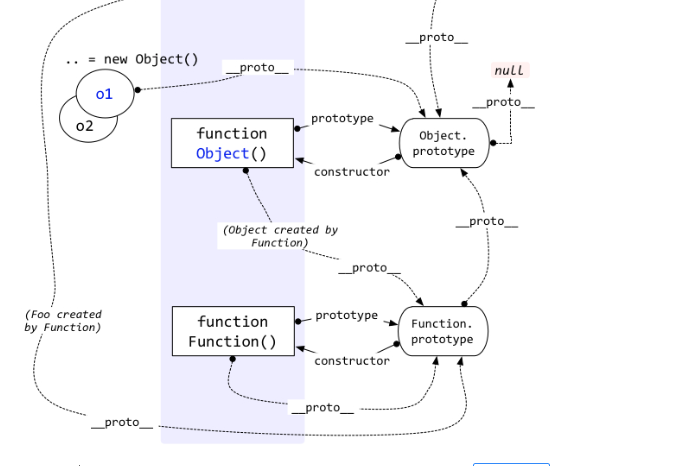 __proto__
.. = new Object()
__proto__
null
o1
__proto__
o2
function
Object()
prototype
Object.
prototype
constructor
__proto__
(Object created by
Function)
__proto__
(Foo created
by Function)
function
Function()
prototype
Function.
prototype
constructor
__proto__
__proto__